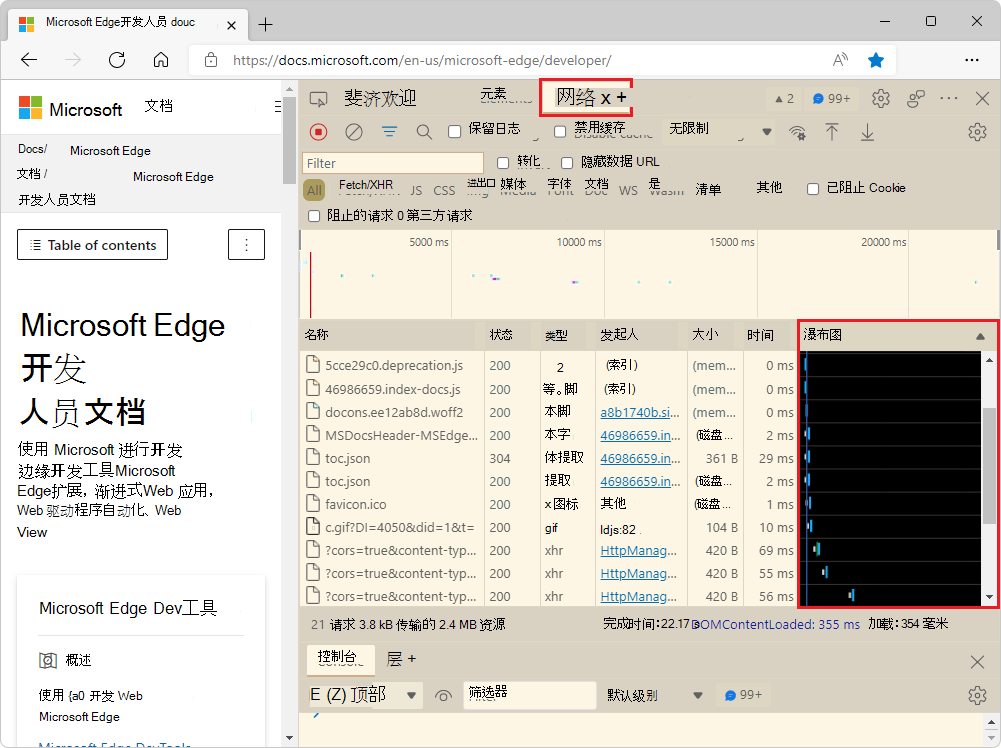 Microsoft Edge开发人员 douc
https://docs.microsoft.com/en-us/microsoft-edge/developer/
Microsoft 文档
Docs/ Microsoft Edge
文档 / Microsoft Edge
开发人员文档
Table of contents
Microsoft Edge
开发
人员文档
使用 Microsoft 进行开发
边缘开发工具Microsoft
Edge扩展，渐进式Web 应用，
Web 驱动程序自动化、Web
View
Microsoft Edge Dev工具
概述
使用 {a0 开发 Web
Microsoft Edge
Microsoft Edge DevTools
斐济欢迎 元素 网络 x + 2 99+
保留日志 禁用缓存 无限制
Filter 转化 隐藏数据 URL
All Fetch/XHR JS CSS 进出口 媒体 字体 文档 WS 是 清单 其他 已阻止 Cookie
阻止的请求 0 第三方请求
5000 ms 10000 ms 15000 ms 20000 ms
名称 状态 类型 发起人 大小 时间 瀑布图
5cce29c0.deprecation.js 200 2 (索引) (mem... 0 ms
46986659.index-docs.js 200 等。脚 (索引) (mem... 0 ms
docons.ee12ab8d.woff2 200 本脚 a8b1740b.si... (mem... 0 ms
MSDocsHeader-MSEdge... 200 本字 46986659.in... (磁盘... 2 ms
toc.json 304 体提取 46986659.in... 361 B 29 ms
toc.json 200 提取 46986659.in... (磁盘... 2 ms
favicon.ico 200 x图标 其他 (磁盘... 1 ms
c.gif?DI=4050&did=1&t= 200 gif ldjs:82 104 B 10 ms
?cors=true&content-typ... 200 xhr HttpManag... 420 B 69 ms
?cors=true&content-typ... 200 xhr HttpManag... 420 B 55 ms
?cors=true&content-typ... 200 xhr HttpManag... 420 B 56 ms
21 请求 3.8 kB 传输的 2.4 MB 资源 完成时间：22.17 s DOMContentLoaded: 355 ms 加载：354 毫米
控制台 层 +
E (Z) 顶部 筛选器 默认级别 99+